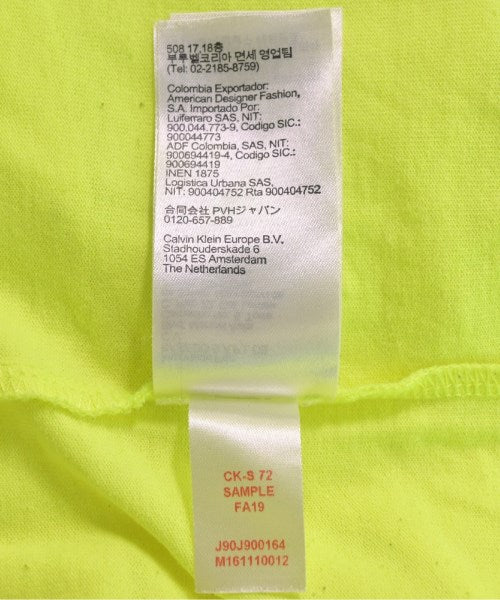 508 17.18층
부루벨코리아 면세 영업팀
(Tel: 02-2185-8759)
Colombia Exportador:
American Designer Fashion,
S.A. Importado Por:
Luiferraro SAS, NIT:
900.044.773-9, Codigo SIC.:
900044773
ADF Colombia, SAS, NIT:
900694419-4, Codigo SIC.:
900694419
INEN 1875
Logistica Urbana SAS,
NIT:900404752 Rta 900404752
合同会社 PVHジャパン
0120-657-889
Calvin Klein Europe B.V.
Stadhouderskade 6
1054 ES Amsterdam
The Netherlands
CK-S 72
SAMPLE
FA19
J90J900164
M161110012